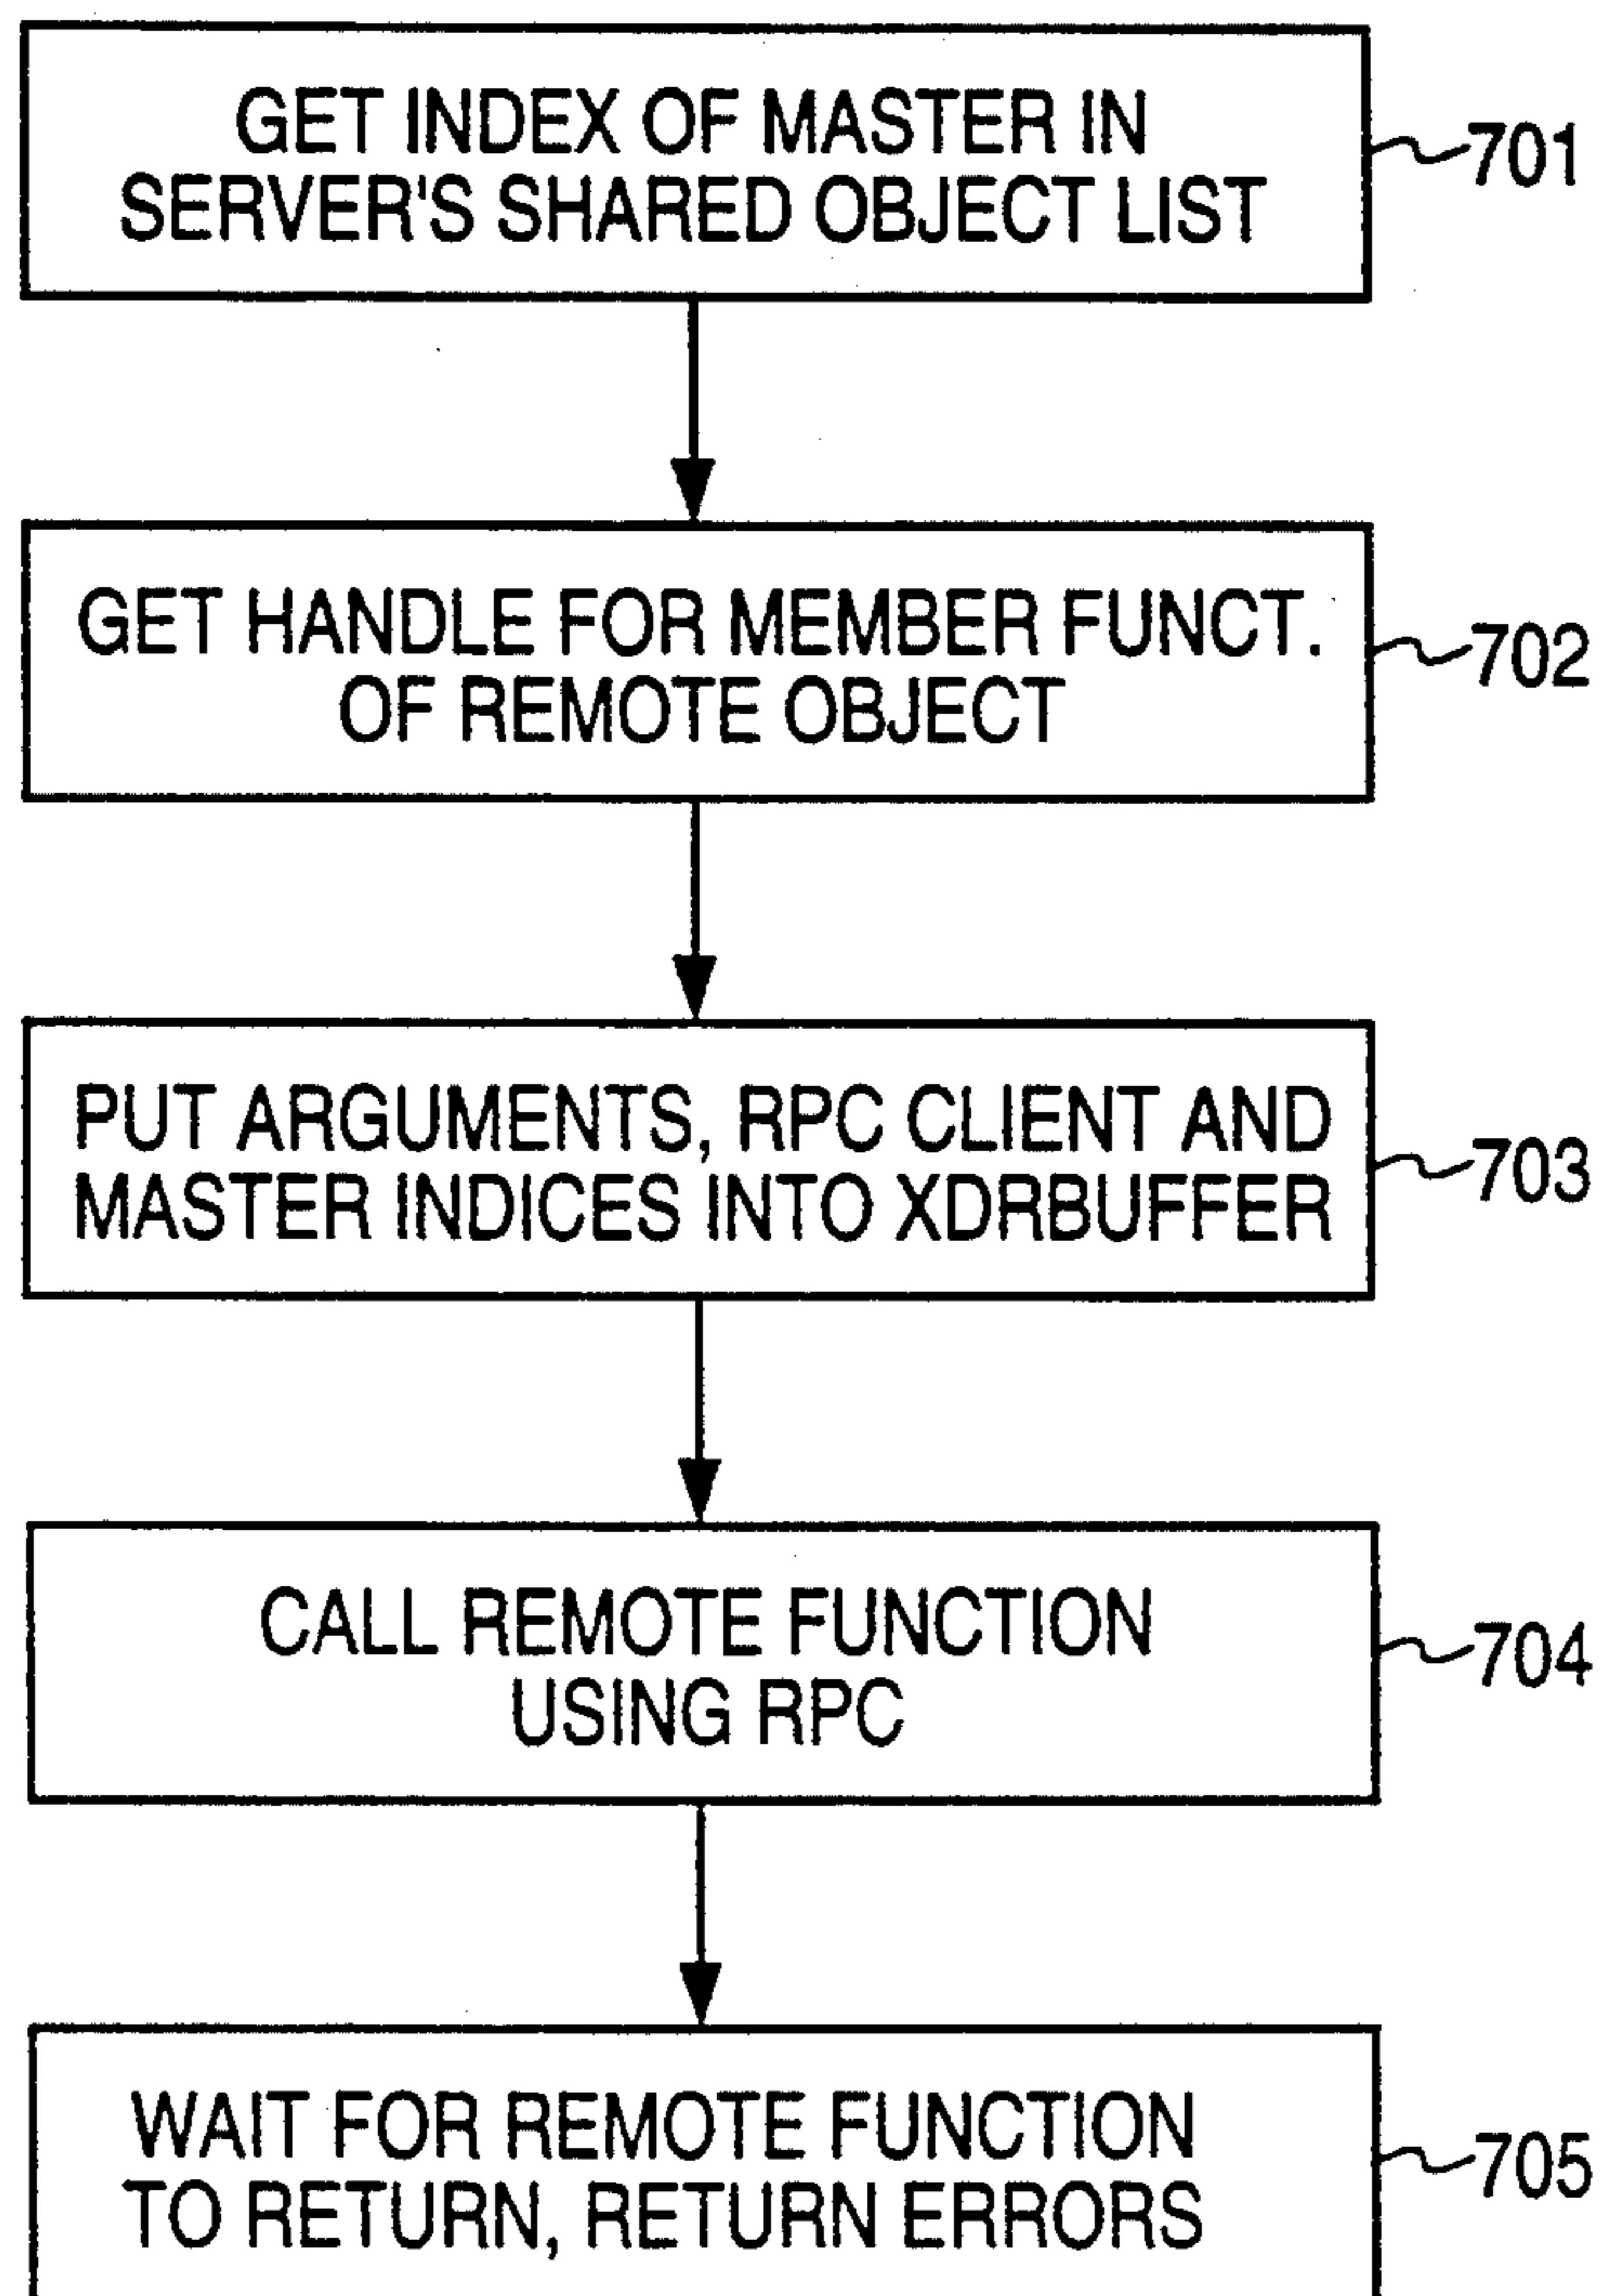 GET INDEX OF MASTER IN
SERVER'S SHARED OBJECT LIST
701
GET HANDLE FOR MEMBER FUNCT.
OF REMOTE OBJECT
702
PUT ARGUMENTS, RPC CLIENT AND
MASTER INDICES INTO XDRBUFFER
703
CALL REMOTE FUNCTION
USING RPC
704
WAIT FOR REMOTE FUNCTION
TO RETURN, RETURN ERRORS
705